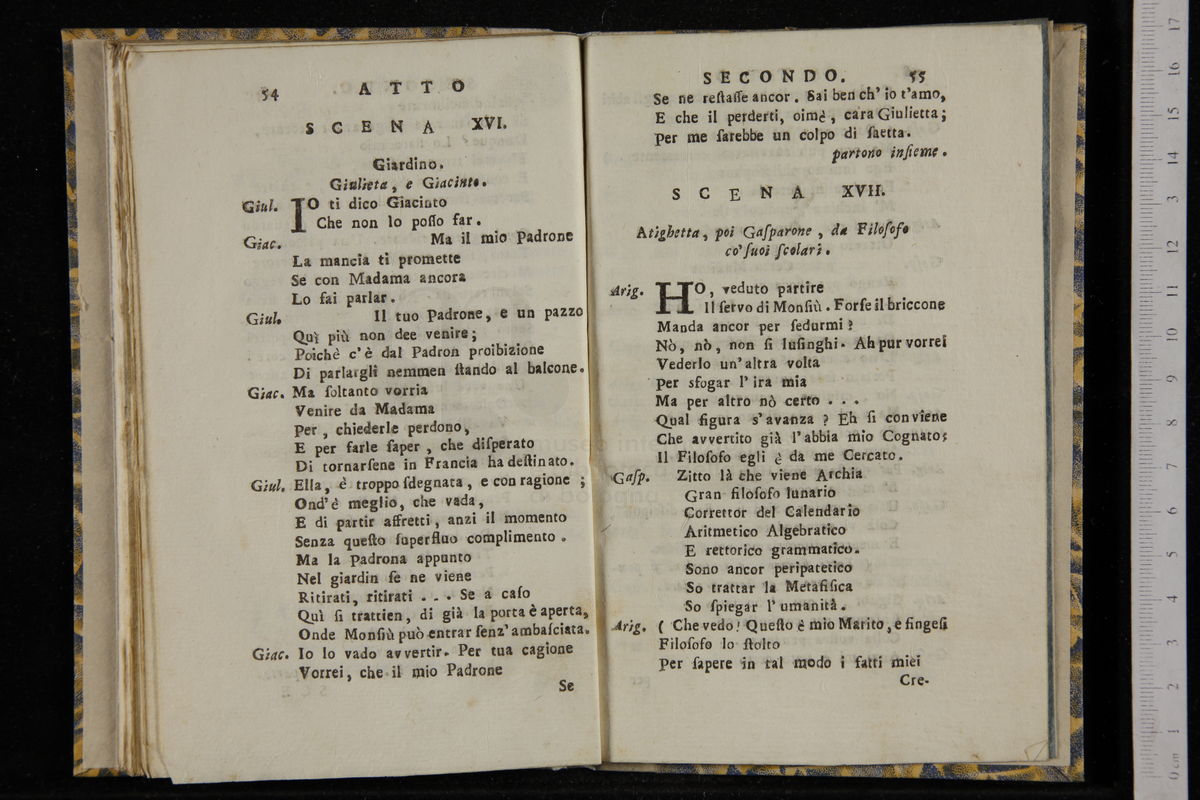 54 ATTO
SCENA XVI.
Giardino.
Giulieta, e Giacinto.
Giul. IO ti dico Giacinto
Che non lo poſſo far.
Giac. Ma il mio Padrone
La mancia ti promette
Se con Madama ancora
Lo fai parlar.
Giul. Il tuo Padrone, e un pazzo
Quì più non dee venire;
Poichè c'è dal Padron proibizione
Di parlargli nemmen ſtando al balcone.
Giac. Ma ſoltanto vorria
Venire da Madama
Per, chiederle perdono,
E per farle ſaper, che diſperato
Di tornarſene in Francia ha deſtinato.
Giul. Ella, è troppo ſdegnata, e con ragione;
Ond'è meglio, che vada,
E di partir affretti, anzi il momento
Senza queſto ſuperfluo complimento.
Ma la Padrona appunto
Nel giardin ſe ne viene
Ritirati, ritirati . . . Se a caſo
Quì ſi trattien, di già la porta è aperta,
Onde Monſiù può entrar ſenz'ambaſciata.
Giac. Io lo vado avvertir. Per tua cagione
Vorrei, che il mio Padrone
Se
SECONDO. 55
Se ne reſtaſſe ancor. Sai ben ch'io t'amo,
E che il perderti, oimè, cara Giulietta;
Per me ſarebbe un colpo di ſaetta.
partono inſieme.
SCENA XVII.
Atighetta, poi Gaſparone, da Filoſofo
co'ſuoi ſcolari.
Arig. HO, veduto partire
Il ſervo di Monſiù. Forſe il briccone
Manda ancor per ſedurmi?
Nò, nò, non ſi luſinghi. Ah pur vorrei
Vederlo un'altra volta
Per sfogar l'ira mia
Ma per altro nò certo . . .
Qual figura s'avanza? Eh ſi conviene
Che avvertito già l'abbia mio Cognato;
Il Filoſofo egli è da me Cercato.
Gaſp. Zitto là che viene Archia
Gran filoſofo lunario
Correttor del Calendario
Aritmetico Algebratico
E rettorico grammatico.
Sono ancor peripatetico
So trattar la Metafiſica
So ſpiegar l'umanità.
Arig. ( Che vedo! Queſto è mio Marito, e fingeſi
Filoſofo lo ſtolto
Per ſapere in tal modo i fatti miei
Cre-